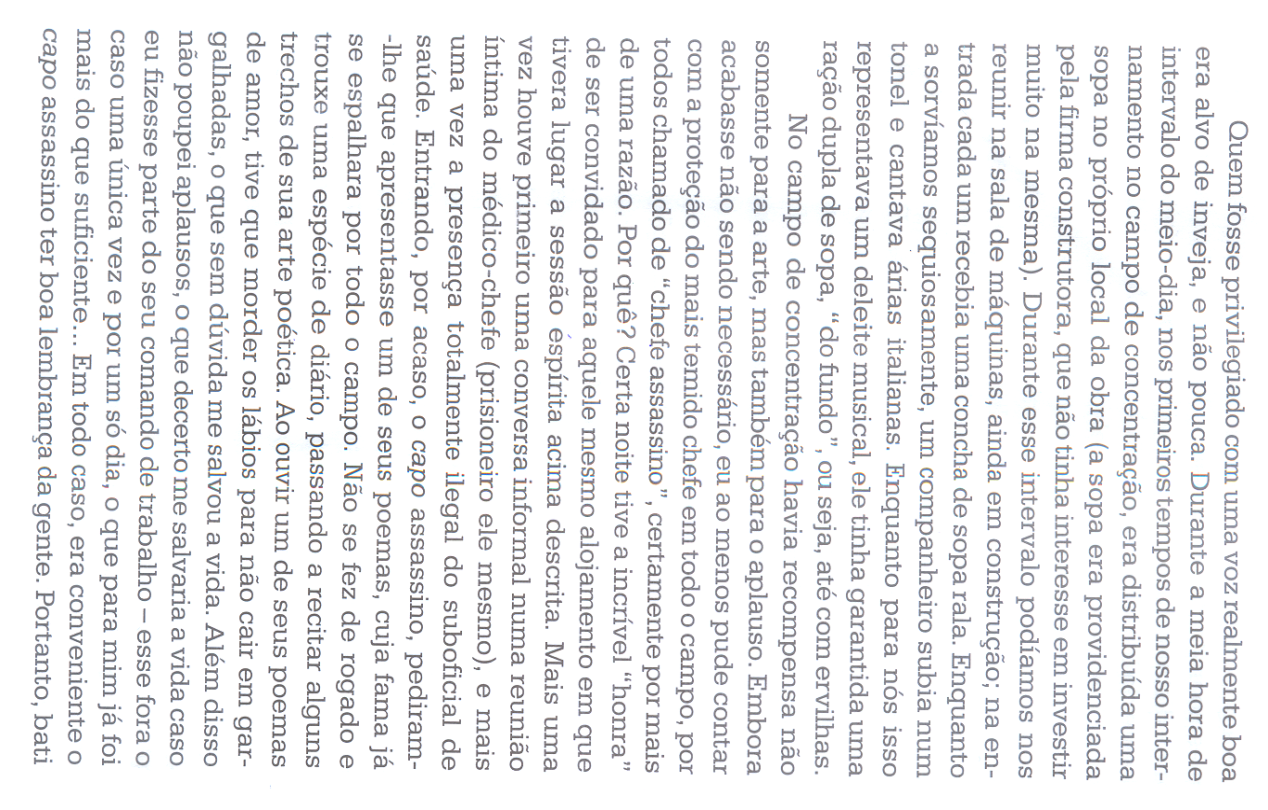 Quem fosse privilegiado com uma voz realmente boa
era alvo de inveja, e não pouca. Durante a meia hora de
intervalo do meio-dia, nos primeiros tempos de nosso inter-
namento no campo de concentração, era distribuída uma
sopa no próprio local da obra (a sopa era providenciada
pela firma construtora, que não tinha interesse em investir
muito na mesma). Durante esse intervalo podíamos nos
reunir na sala de máquinas, ainda em construção; na en-
trada cada um recebia uma concha de sopa rala. Enquanto
a sorvíamos sequiosamente, um companheiro subia num
tonel e cantava árias italianas. Enquanto para nós isso
representava um deleite musical, ele tinha garantida uma
ração dupla de sopa, “do fundo”, ou seja, até com ervilhas.
No campo de concentração havia recompensa não
somente para a arte, mas também para o aplauso. Embora
acabasse não sendo necessário, eu ao menos pude contar
com a proteção do mais temido chefe em todo o campo, por
todos chamado de “chefe assassino”, certamente por mais
de uma razão. Por quê? Certa noite tive a incrível “honra”
de ser convidado para aquele mesmo alojamento em que
tivera lugar a sessão espírita acima descrita. Mais uma
vez houve primeiro uma conversa informal numa reunião
íntima do médico-chefe (prisioneiro ele mesmo), e mais
uma vez a presença totalmente ilegal do suboficial de
saúde. Entrando, por acaso, o capo assassino, pediram-
-lhe que apresentasse um de seus poemas, cuja fama já
se espalhara por todo o campo. Não se fez de rogado e
trouxe uma espécie de diário, passando a recitar alguns
trechos de sua arte poética. Ao ouvir um de seus poemas
de amor, tive que morder os lábios para não cair em gar-
galhadas, o que sem dúvida me salvou a vida. Além disso
não poupei aplausos, o que decerto me salvaria a vida caso
eu fizesse parte do seu comando de trabalho – esse fora o
caso uma única vez e por um só dia, o que para mim já foi
mais do que suficiente... Em todo caso, era conveniente o
capo assassino ter boa lembrança da gente. Portanto, bati